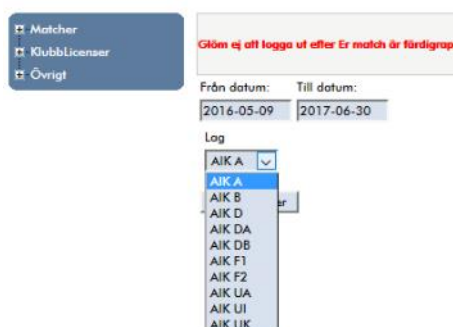 Matcher
KlubbLicenser
Övrigt
Glöm ej att logga ut efter Er match är färdigrap
Från datum: Till datum:
2016-05-09 2017-06-30
Lag
AIK A
AIK A
AIK B
AIK D
AIK DA
AIK DB
AIK F1
AIK F2
AIK UA
AIK UI
AIK UK